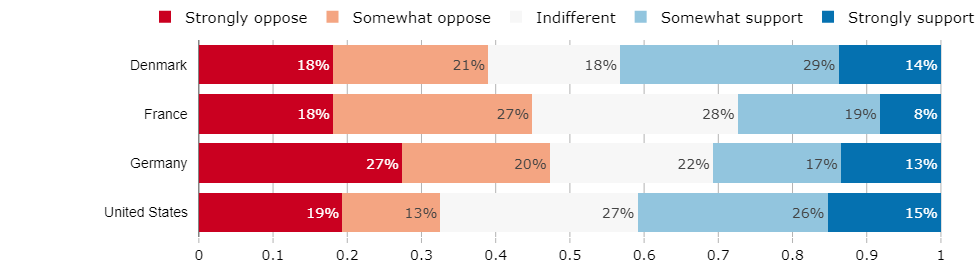 Strongly oppose Somewhat oppose Indifferent Somewhat support Strongly support
Denmark 18% 21% 18% 29% 14%
France 18% 27% 28% 19% 8%
Germany 27% 20% 22% 17% 13%
United States 19% 13% 27% 26% 15%
0 0.1 0.2 0.3 0.4 0.5 0.6 0.7 0.8 0.9 1